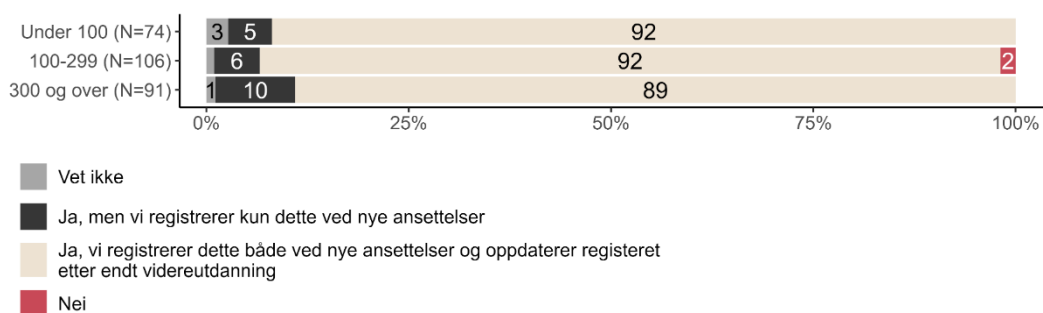 Under 100 (N=74) 3 5 92
100-299 (N=106) 6 92 2
300 og over (N=91) 1 10 89
0% 25% 50% 75% 100%
Vet ikke
Ja, men vi registrerer kun dette ved nye ansettelser
Ja, vi registrerer dette både ved nye ansettelser og oppdaterer registeret
etter endt videreutdanning
Nei